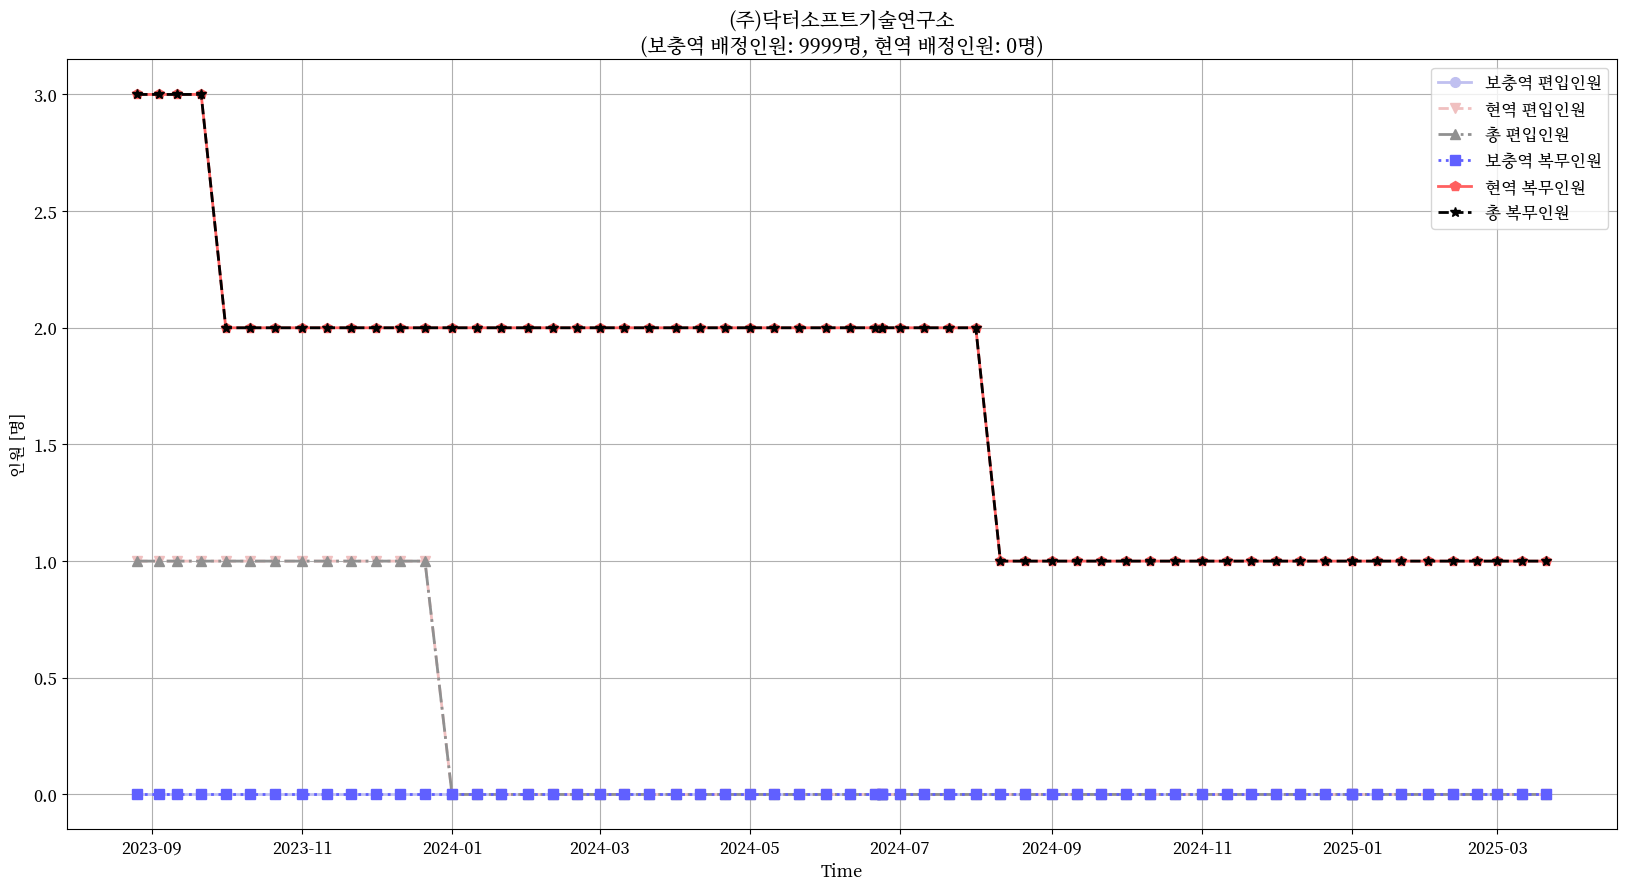 (주)닥터소프트기술연구소
(보충역 배정인원: 9999명, 현역 배정인원: 0명)
보충역 편입인원
현역 편입인원
총 편입인원
보충역 복무인원
현역 복무인원
총 복무인원
3.0
2.5
2.0
1.5
1.0
0.5
0.0
인원 [명]
2023-09
2023-11
2024-01
2024-03
2024-05
2024-07
2024-09
2024-11
2025-01
2025-03
Time